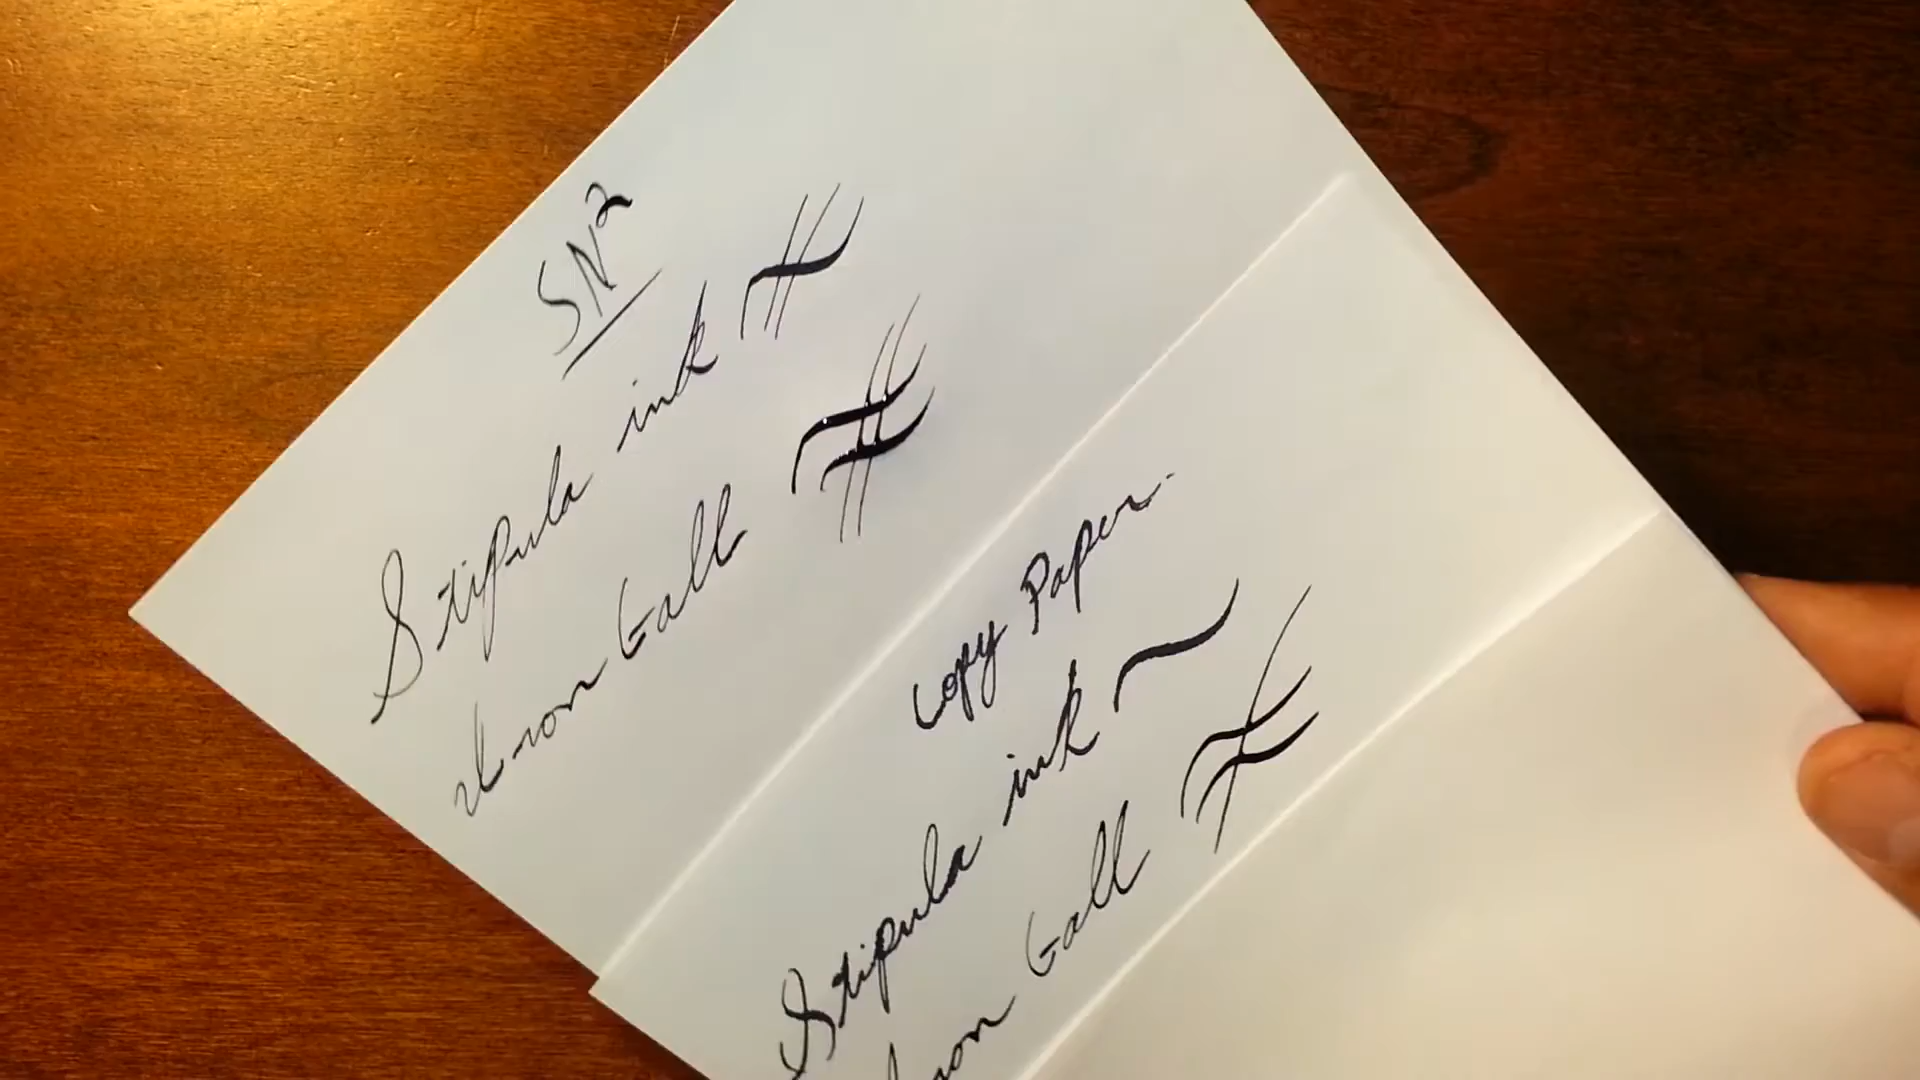 SN²
Stipula ink
Iron Gall
Copy Paper.
Stipula ink
Iron Gall